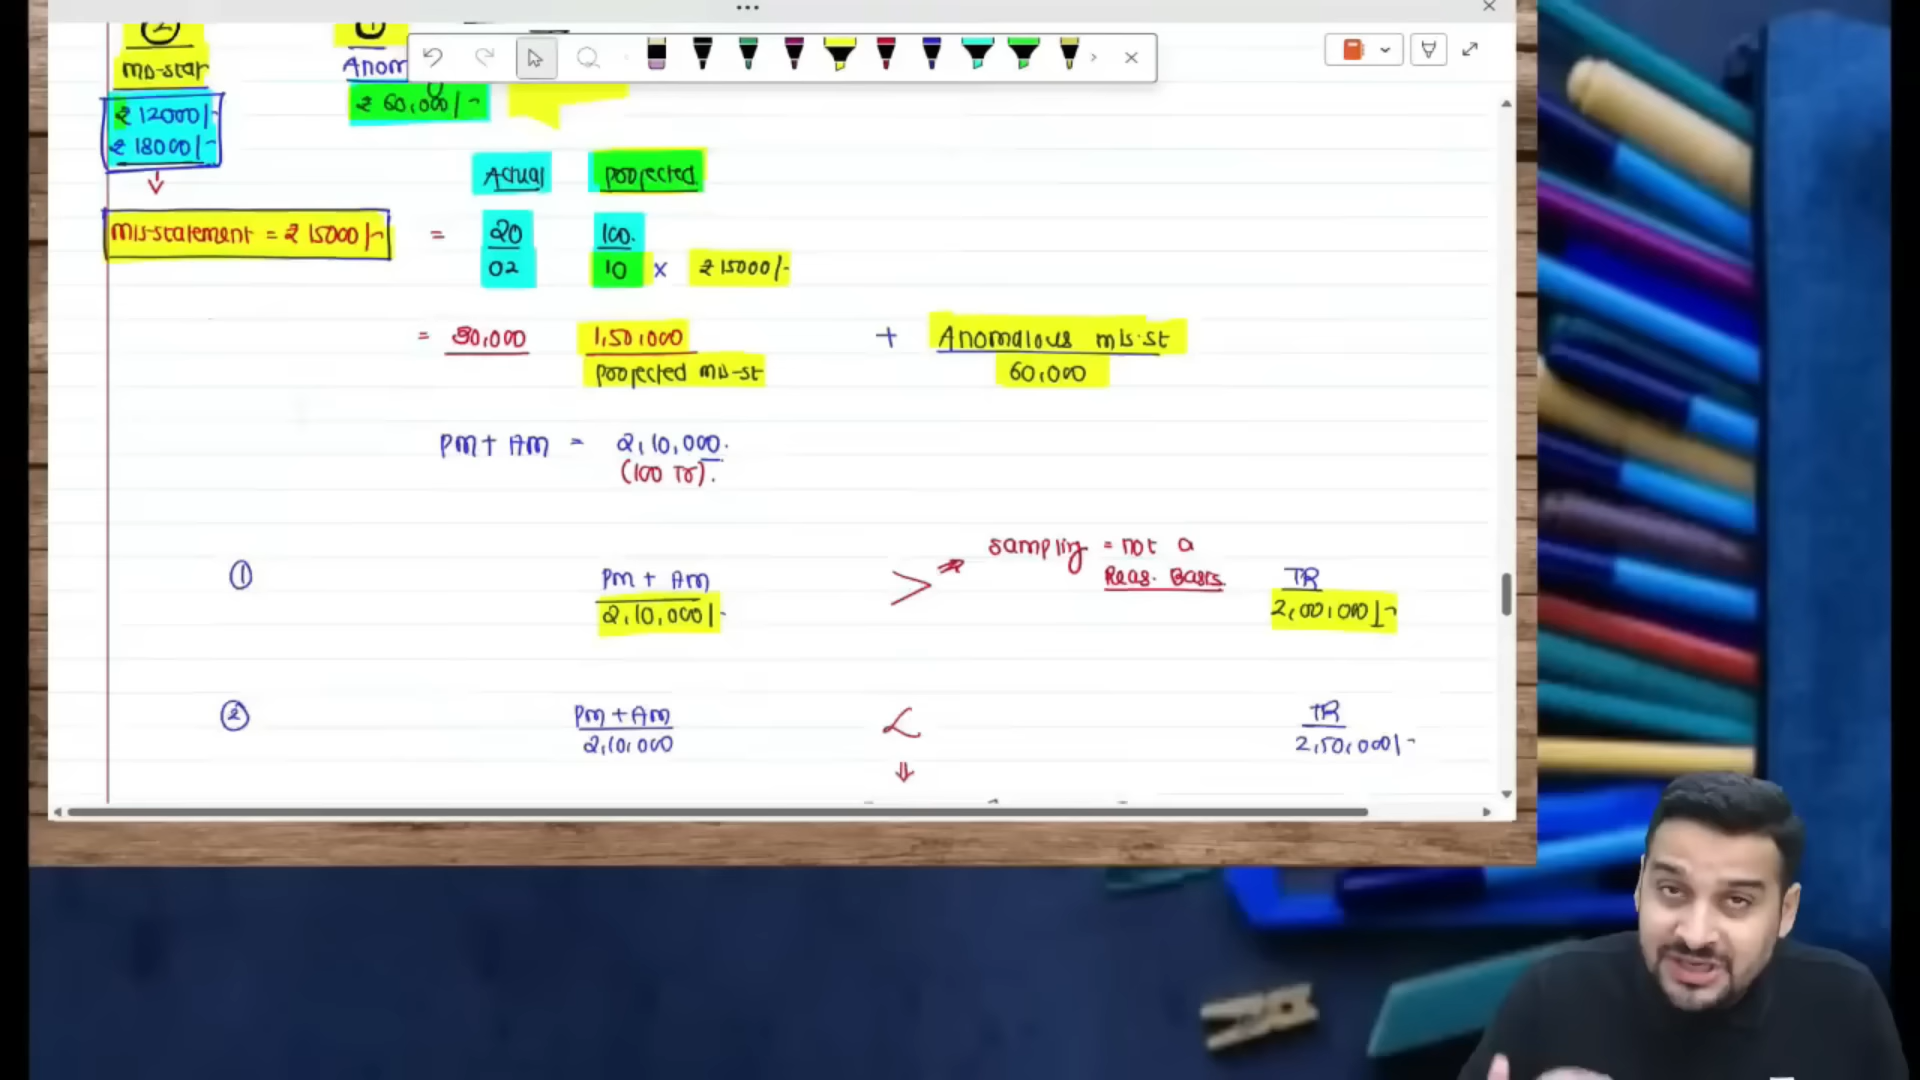 ②
mis-stat
₹ 12000/-
₹ 18000/-
①
Anom
₹ 60,000/-
Actual projected.
mis-statement = ₹ 15000/- = 20 100.
02 10 × ₹ 15000/-
= 30,000 1,50,000 + Anomalous mis.st
projected mis-st 60,000
PM + AM = 2,10,000.
(100 Tr).
① PM + AM > sampling = not a TR
2,10,000/- Reas. Basis. 2,00,000/-
② PM + AM < TR
2,10,000 2,50,000/-
⇓